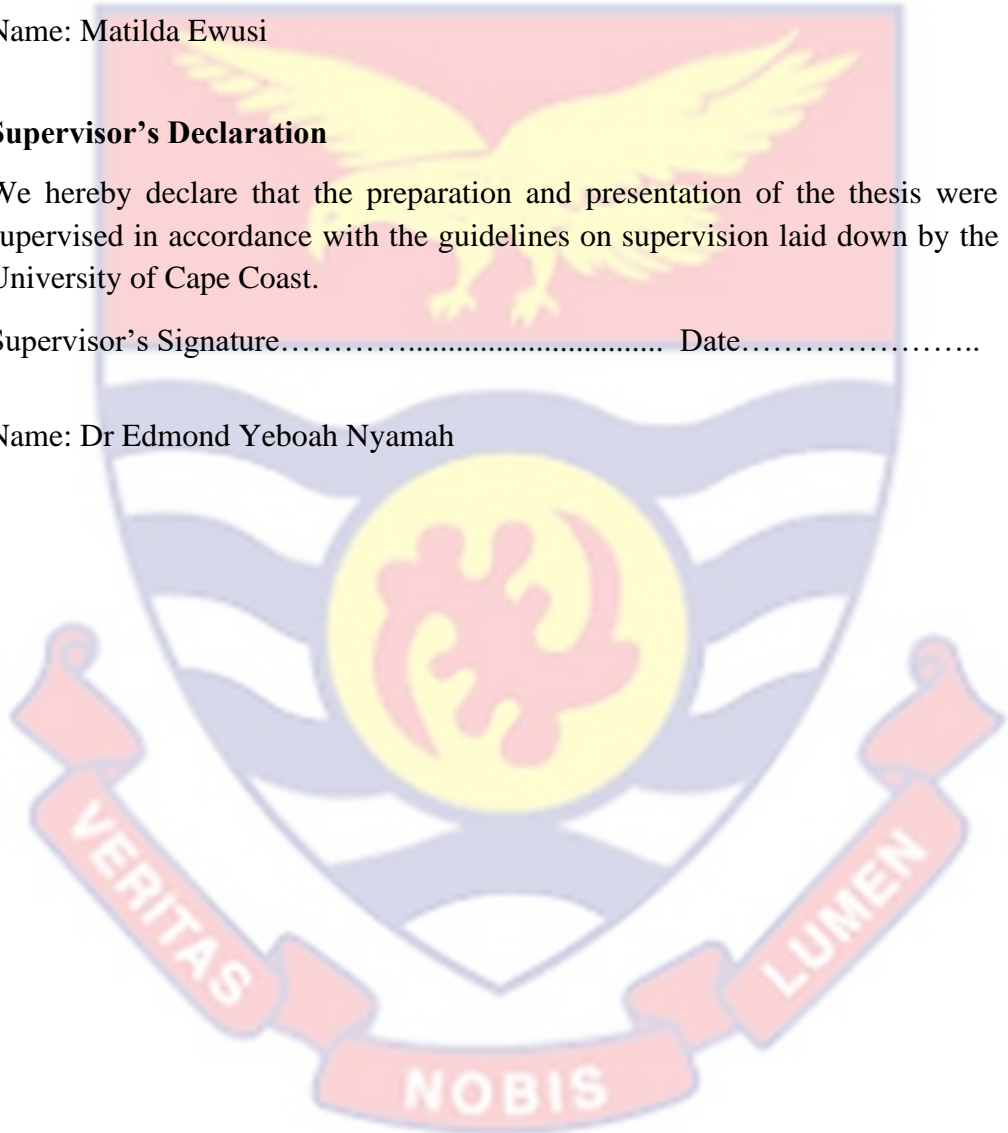 Name: Matilda Ewusi
Supervisor’s Declaration
We hereby declare that the preparation and presentation of the thesis were
supervised in accordance with the guidelines on supervision laid down by the
University of Cape Coast.
Supervisor’s Signature…………................................ Date…………………..
Name: Dr Edmond Yeboah Nyamah
VERITAS
NOBIS
LUMEN